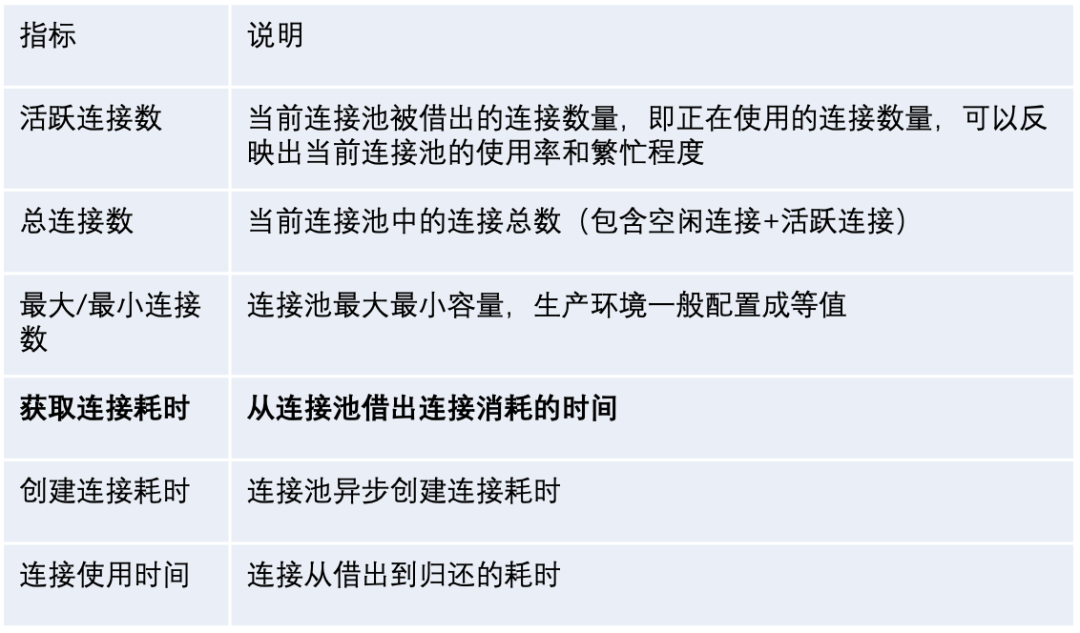 指标
说明
活跃连接数
当前连接池被借出的连接数量，即正在使用的连接数量，可以反
映出当前连接池的使用率和繁忙程度
总连接数
当前连接池中的连接总数（包含空闲连接+活跃连接）
最大/最小连接
数
连接池最大最小容量，生产环境一般配置成等值
获取连接耗时
从连接池借出连接消耗的时间
创建连接耗时
连接池异步创建连接耗时
连接使用时间
连接从借出到归还的耗时